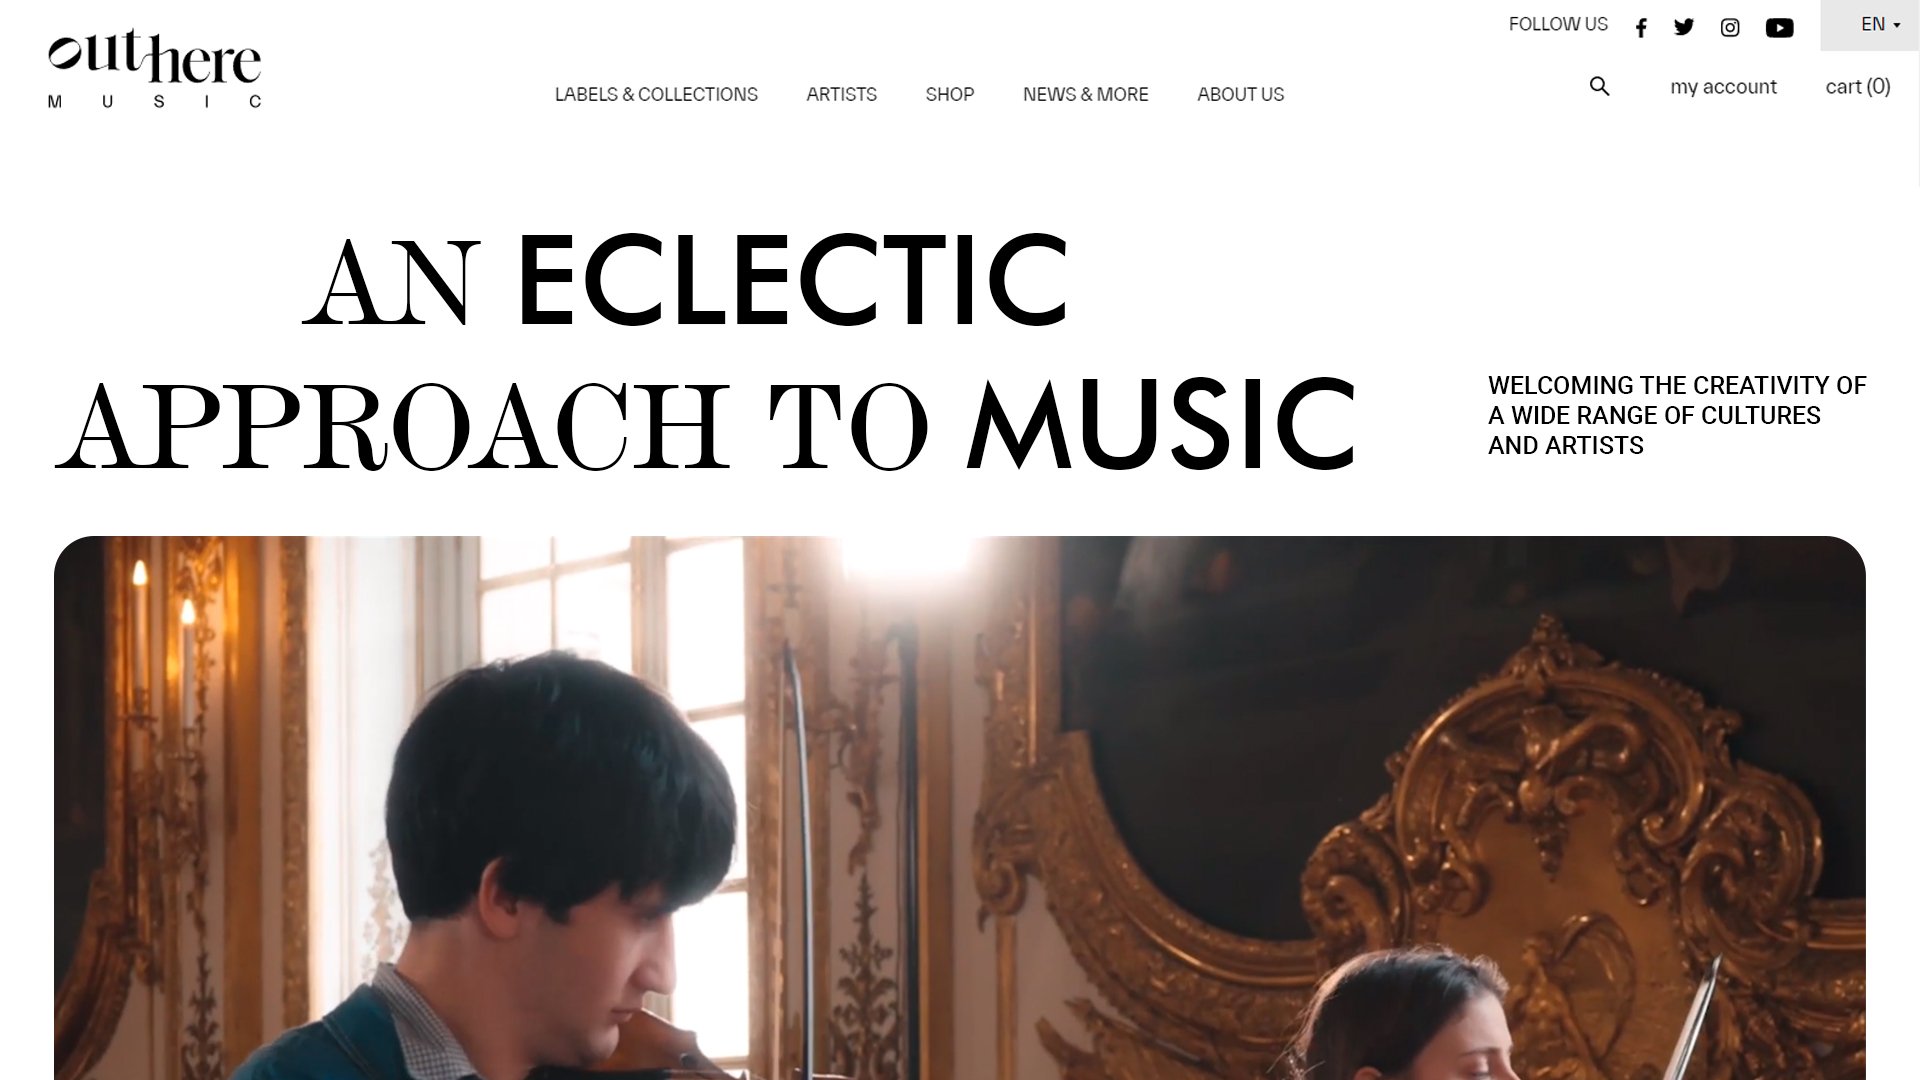 outhere
MUSIC
FOLLOW US
EN
LABELS & COLLECTIONS
ARTISTS
SHOP
NEWS & MORE
ABOUT US
my account
cart (0)
AN ECLECTIC
APPROACH TO MUSIC
WELCOMING THE CREATIVITY OF
A WIDE RANGE OF CULTURES
AND ARTISTS